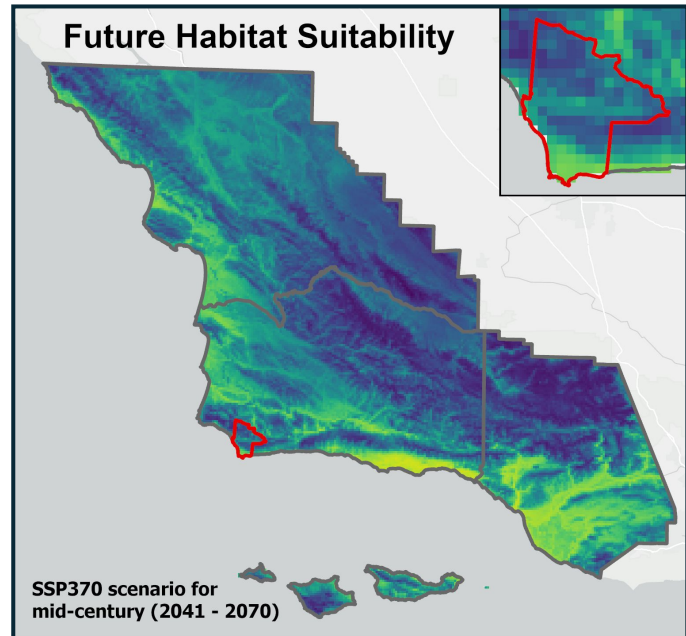 Future Habitat Suitability
SSP370 scenario for
mid-century (2041 - 2070)